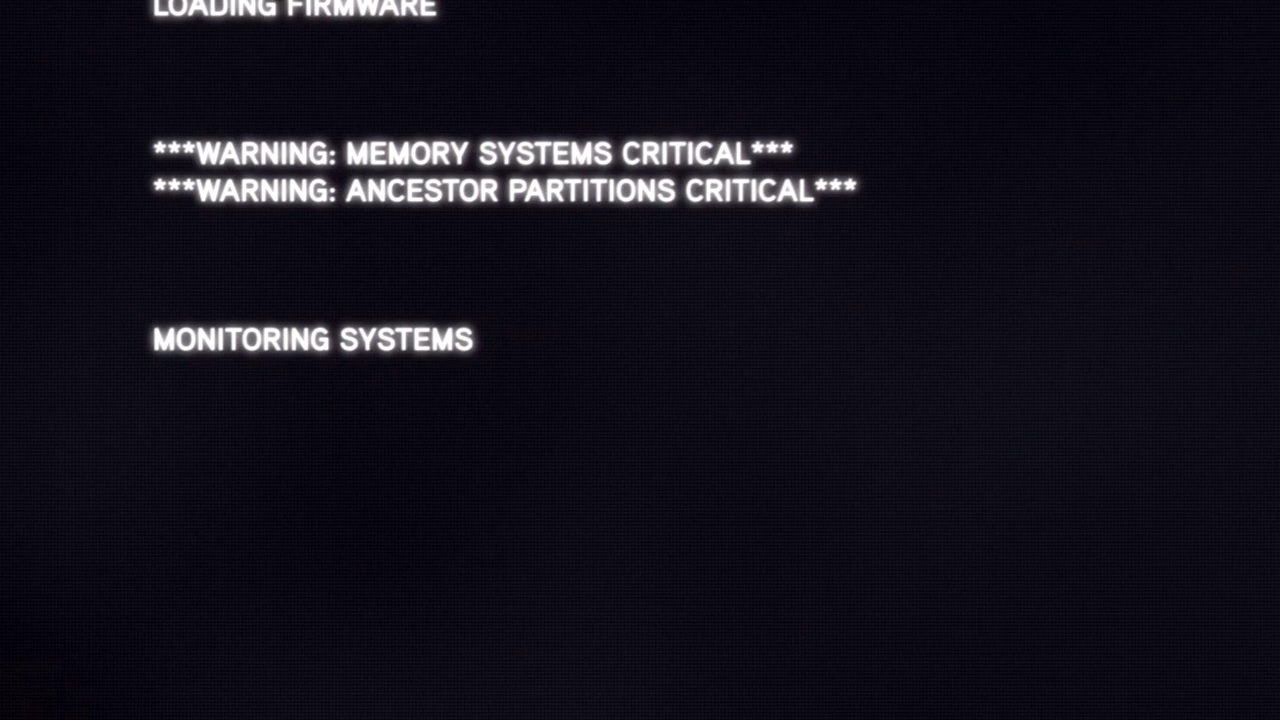 LOADING FIRMWARE
***WARNING: MEMORY SYSTEMS CRITICAL***
***WARNING: ANCESTOR PARTITIONS CRITICAL***
MONITORING SYSTEMS